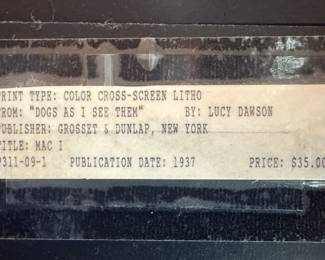 PRINT TYPE: COLOR CROSS-SCREEN LITHO
FROM: "DOGS AS I SEE THEM" BY: LUCY DAWSON
PUBLISHER: GROSSET & DUNLAP, NEW YORK
TITLE: MAC I
P311-09-1 PUBLICATION DATE: 1937 PRICE: $35.00